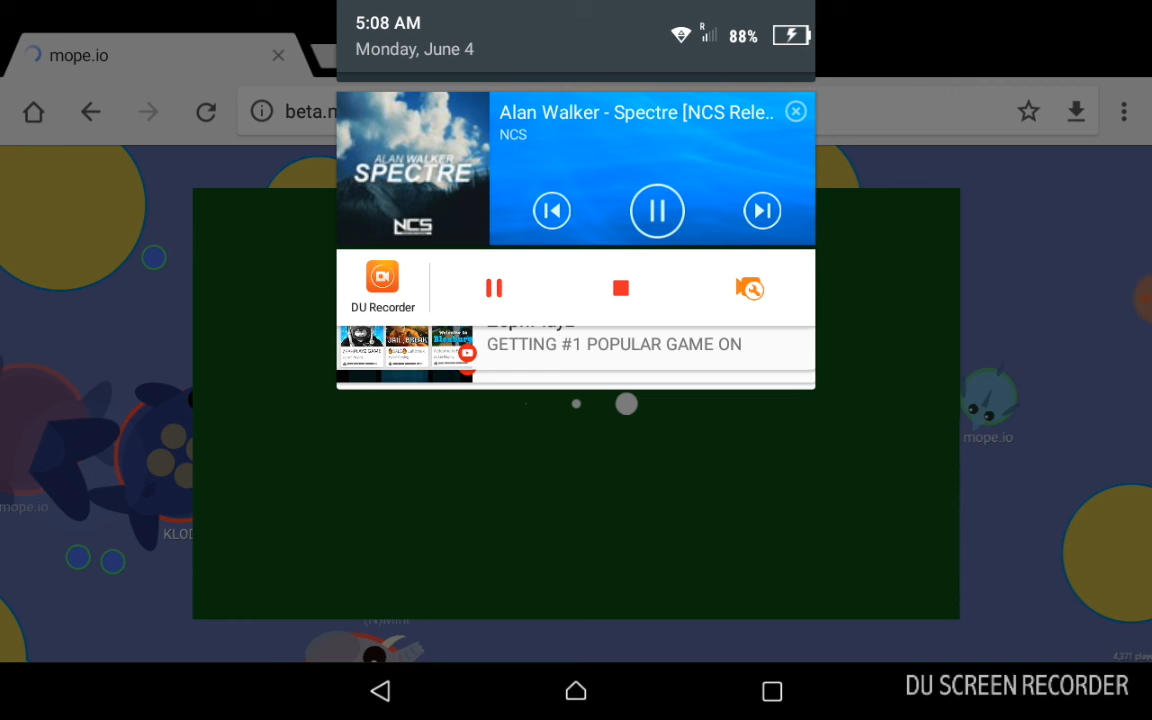 5:08 AM
Monday, June 4
R
88%
mope.io
beta.m
Alan Walker - Spectre [NCS Rele..
NCS
ALAN WALKER
SPECTRE
NCS
DU Recorder
GETTING #1 POPULAR GAME ON
mope.io
mope.io
KLOD
(N)Mini
DU SCREEN RECORDER